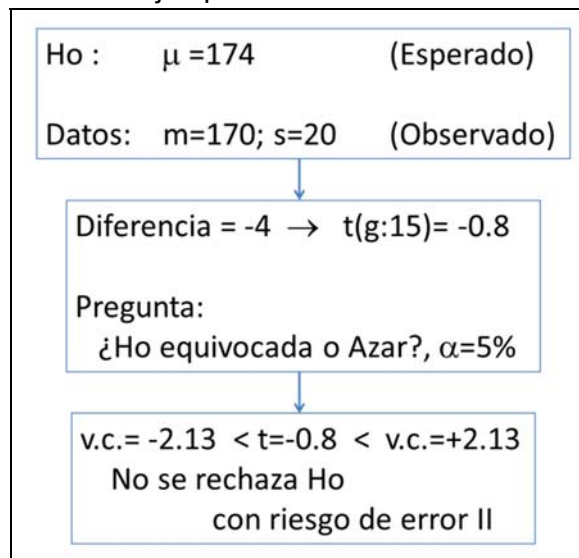 Ho : μ =174 (Esperado)
Datos: m=170; s=20 (Observado)
Diferencia = -4 → t(g:15)= -0.8
Pregunta:
¿Ho equivocada o Azar?, α=5%
v.c.= -2.13 < t=-0.8 < v.c.=+2.13
No se rechaza Ho
con riesgo de error II